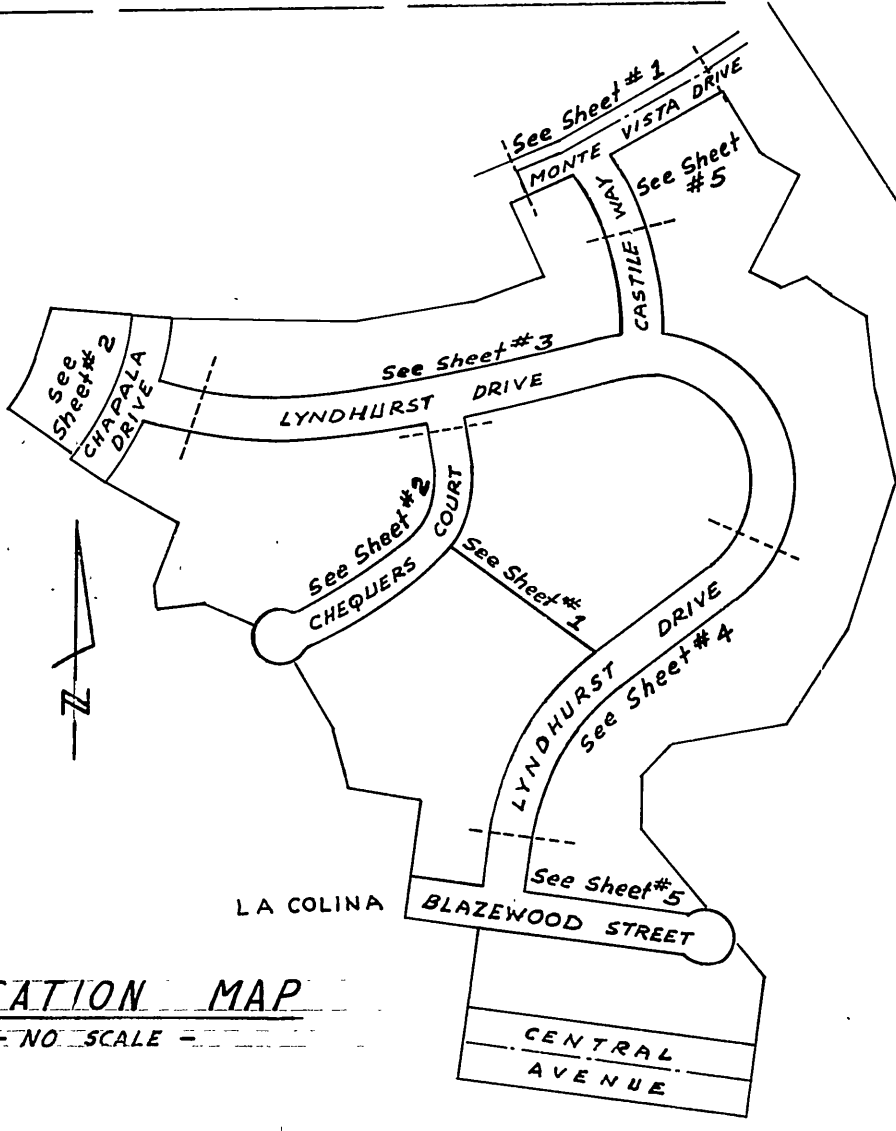 See Sheet # 1
MONTE VISTA DRIVE
See Sheet
#5
CASTILE WAY
See
Sheet # 2
CHAPALA
DRIVE
See Sheet # 3
LYNDHURST DRIVE
See Sheet # 2
CHEQUERS COURT
See Sheet # 1
LYNDHURST DRIVE
See Sheet # 4
N
See Sheet #5
LA COLINA
BLAZEWOOD STREET
CATION MAP
- NO SCALE -
CENTRAL
AVENUE